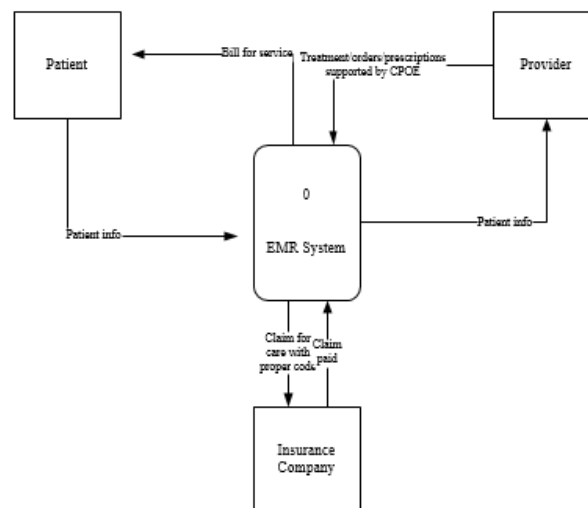 Patient
Bill for service
Treatment/orders/prescriptions
supported by CPOE
Provider
0
EMR System
Patient info
Patient info
Claim for
care with
proper code
Claim
paid
Insurance
Company